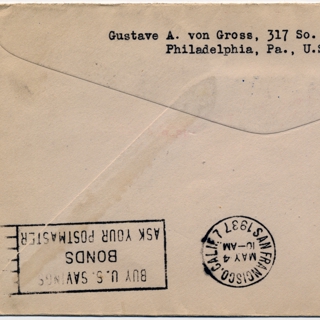 Gustave A. von Gross, 317 So.
Philadelphia, Pa., U.S
BUY U.S. SAVINGS
BONDS
ASK YOUR POSTMASTER
SAN FRANCISCO, CALIF.
MAY 4
10-AM
1937